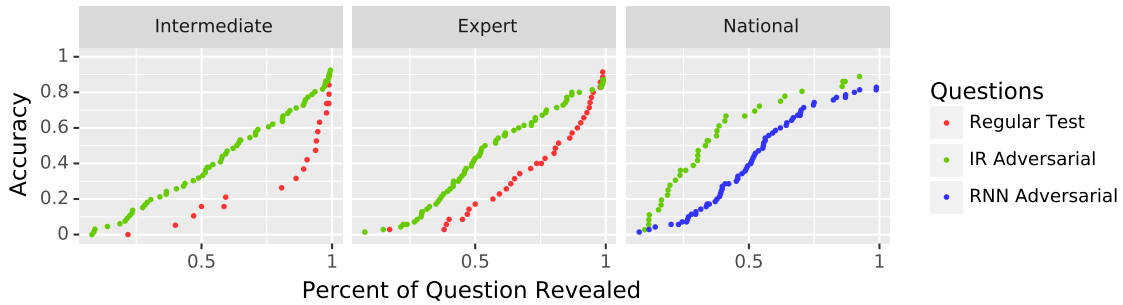 Intermediate Expert National
Accuracy
1
0.8
0.6
0.4
0.2
0
0.5 1 0.5 1 0.5 1
Percent of Question Revealed
Questions
Regular Test
IR Adversarial
RNN Adversarial